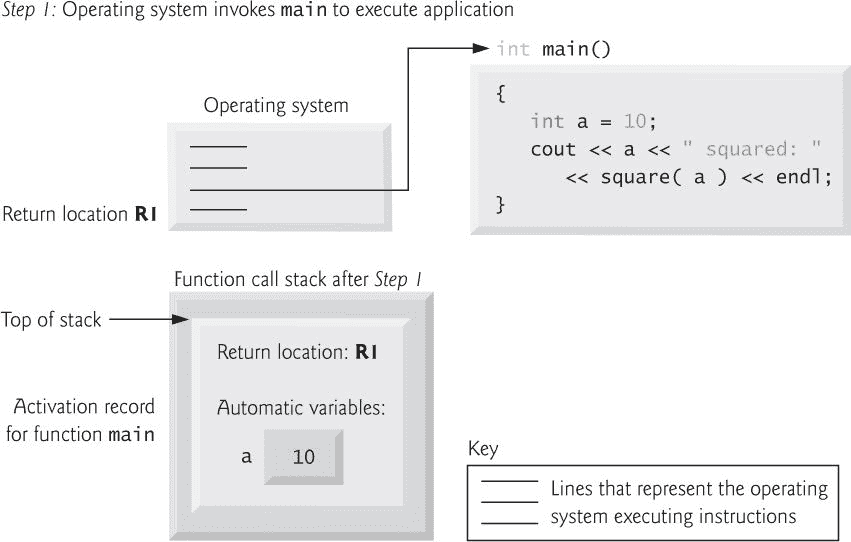 Step 1: Operating system invokes main to execute application
Operating system
Return location R1
int main()
{
int a = 10;
cout << a << " squared: "
<< square( a ) << endl;
}
Function call stack after Step 1
Top of stack
Return location: R1
Activation record
for function main
Automatic variables:
a 10
Key
Lines that represent the operating
system executing instructions